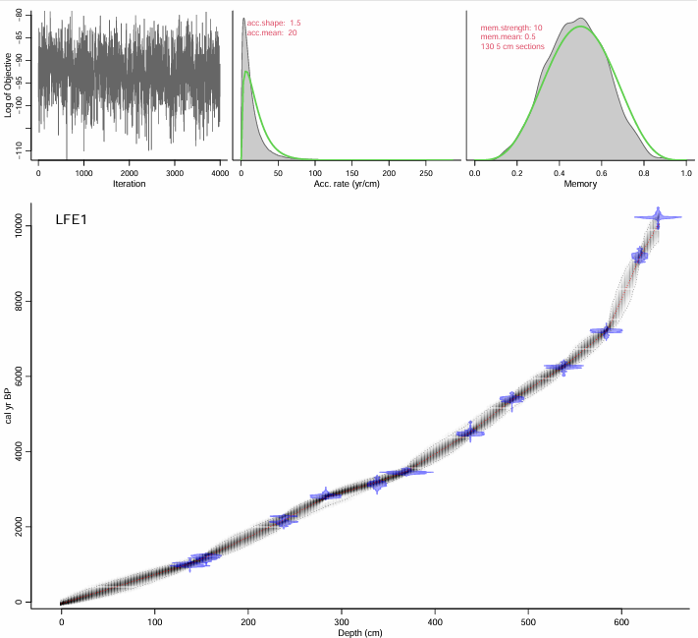 -80
-85
-90
-95
-100
-110
Log of Objective
0 1000 2000 3000 4000
Iteration
acc.shape: 1.5
acc.mean: 20
0 50 100 150 200 250
Acc. rate (yr/cm)
mem.strength: 10
mem.mean: 0.5
130 5 cm sections
0.0 0.2 0.4 0.6 0.8 1.0
Memory
LFE1
10000
8000
6000
4000
2000
0
cal yr BP
0 100 200 300 400 500 600
Depth (cm)